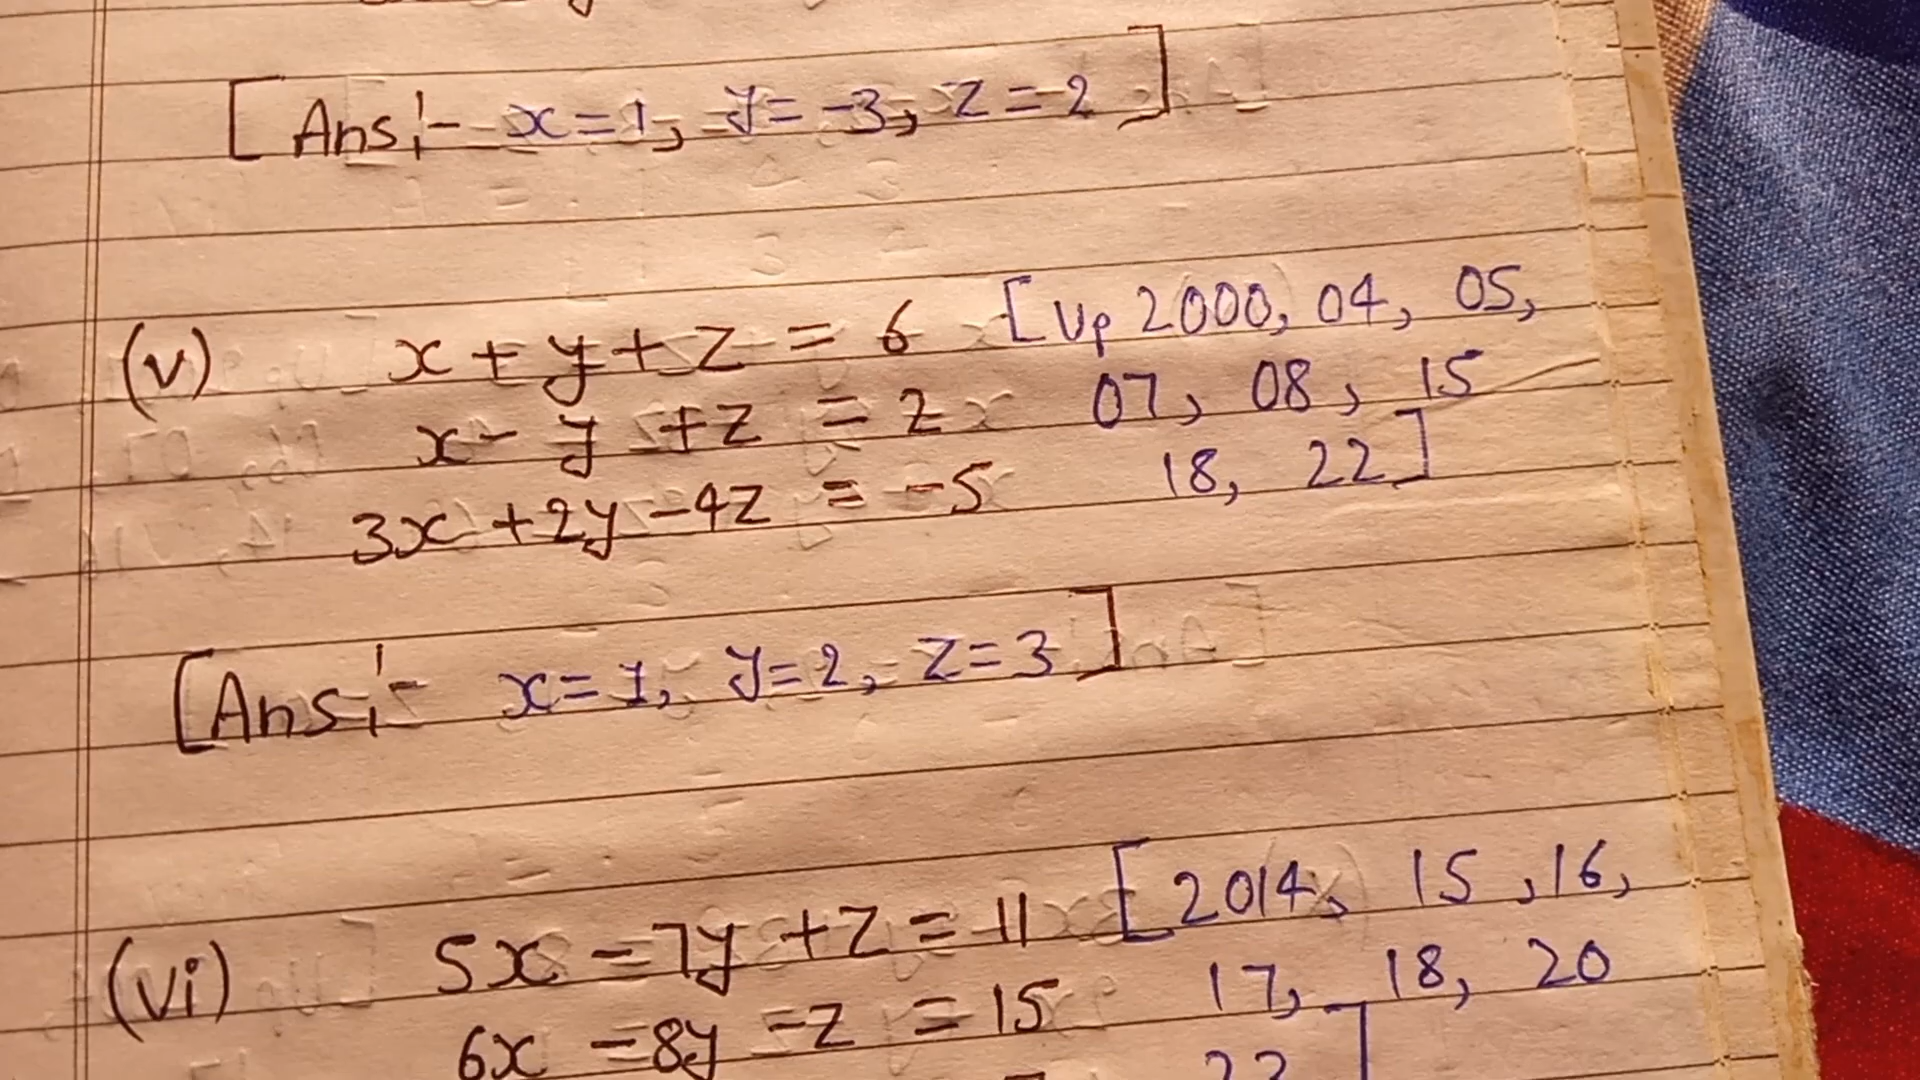 [Ans:- x=1, y=-3, z=2]
(v) x+y+z = 6 [Up 2000, 04, 05,
x-y+z = 2 07, 08, 15
3x+2y-4z = -5 18, 22]
[Ans:- x=1, y=2, z=3]
(vi) 5x-7y+z=11 [2014, 15, 16,
6x-8y-z=15 17, 18, 20
22]